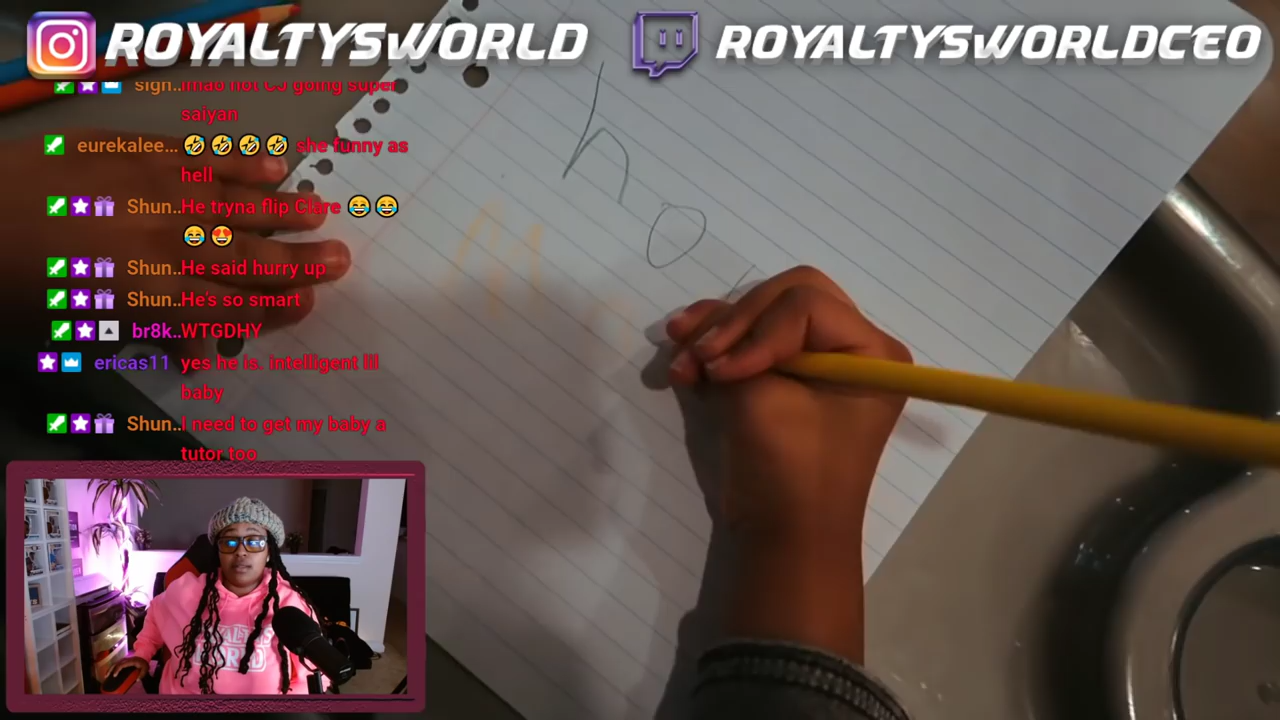 ROYALTYSWORLD
ROYALTYSWORLDCEO
sigh.. lmao not CJ going super
saiyan
eurekalee... 🤣🤣🤣🤣 she funny as
hell
Shun.. He tryna flip Clare 😂😂
😂😍
Shun.. He said hurry up
Shun.. He's so smart
br8k.. WTGDHY
ericas11 yes he is. intelligent lil
baby
Shun.. I need to get my baby a
tutor too
ho